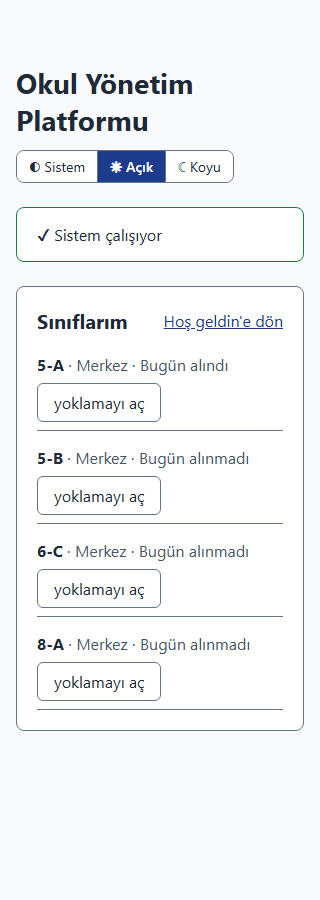 Okul Yönetim
Platformu
◐ Sistem ☀ Açık ☾ Koyu
✓ Sistem çalışıyor
Sınıflarım Hoş geldin'e dön
5-A · Merkez · Bugün alındı
yoklamayı aç
5-B · Merkez · Bugün alınmadı
yoklamayı aç
6-C · Merkez · Bugün alınmadı
yoklamayı aç
8-A · Merkez · Bugün alınmadı
yoklamayı aç